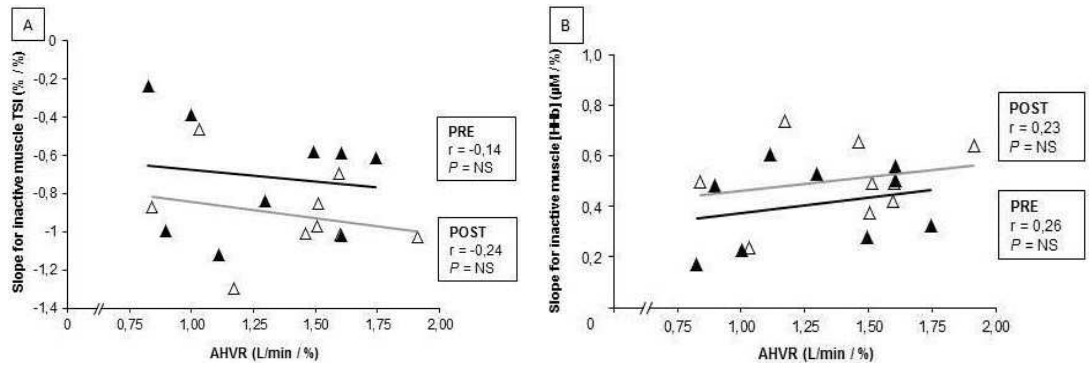 A
Slope for inactive muscle TSI (% / %)
0
-0,2
-0,4
-0,6
-0,8
-1
-1,2
-1,4
0
0,75
1,00
1,25
1,50
1,75
2,00
AHVR (L/min / %)
PRE
r = -0,14
P = NS
POST
r = -0,24
P = NS
B
Slope for inactive muscle [HHb] (µM / %)
1,0
0,8
0,6
0,4
0,2
0
0,75
1,00
1,25
1,50
1,75
2,00
AHVR (L/min / %)
POST
r = 0,23
P = NS
PRE
r = 0,26
P = NS